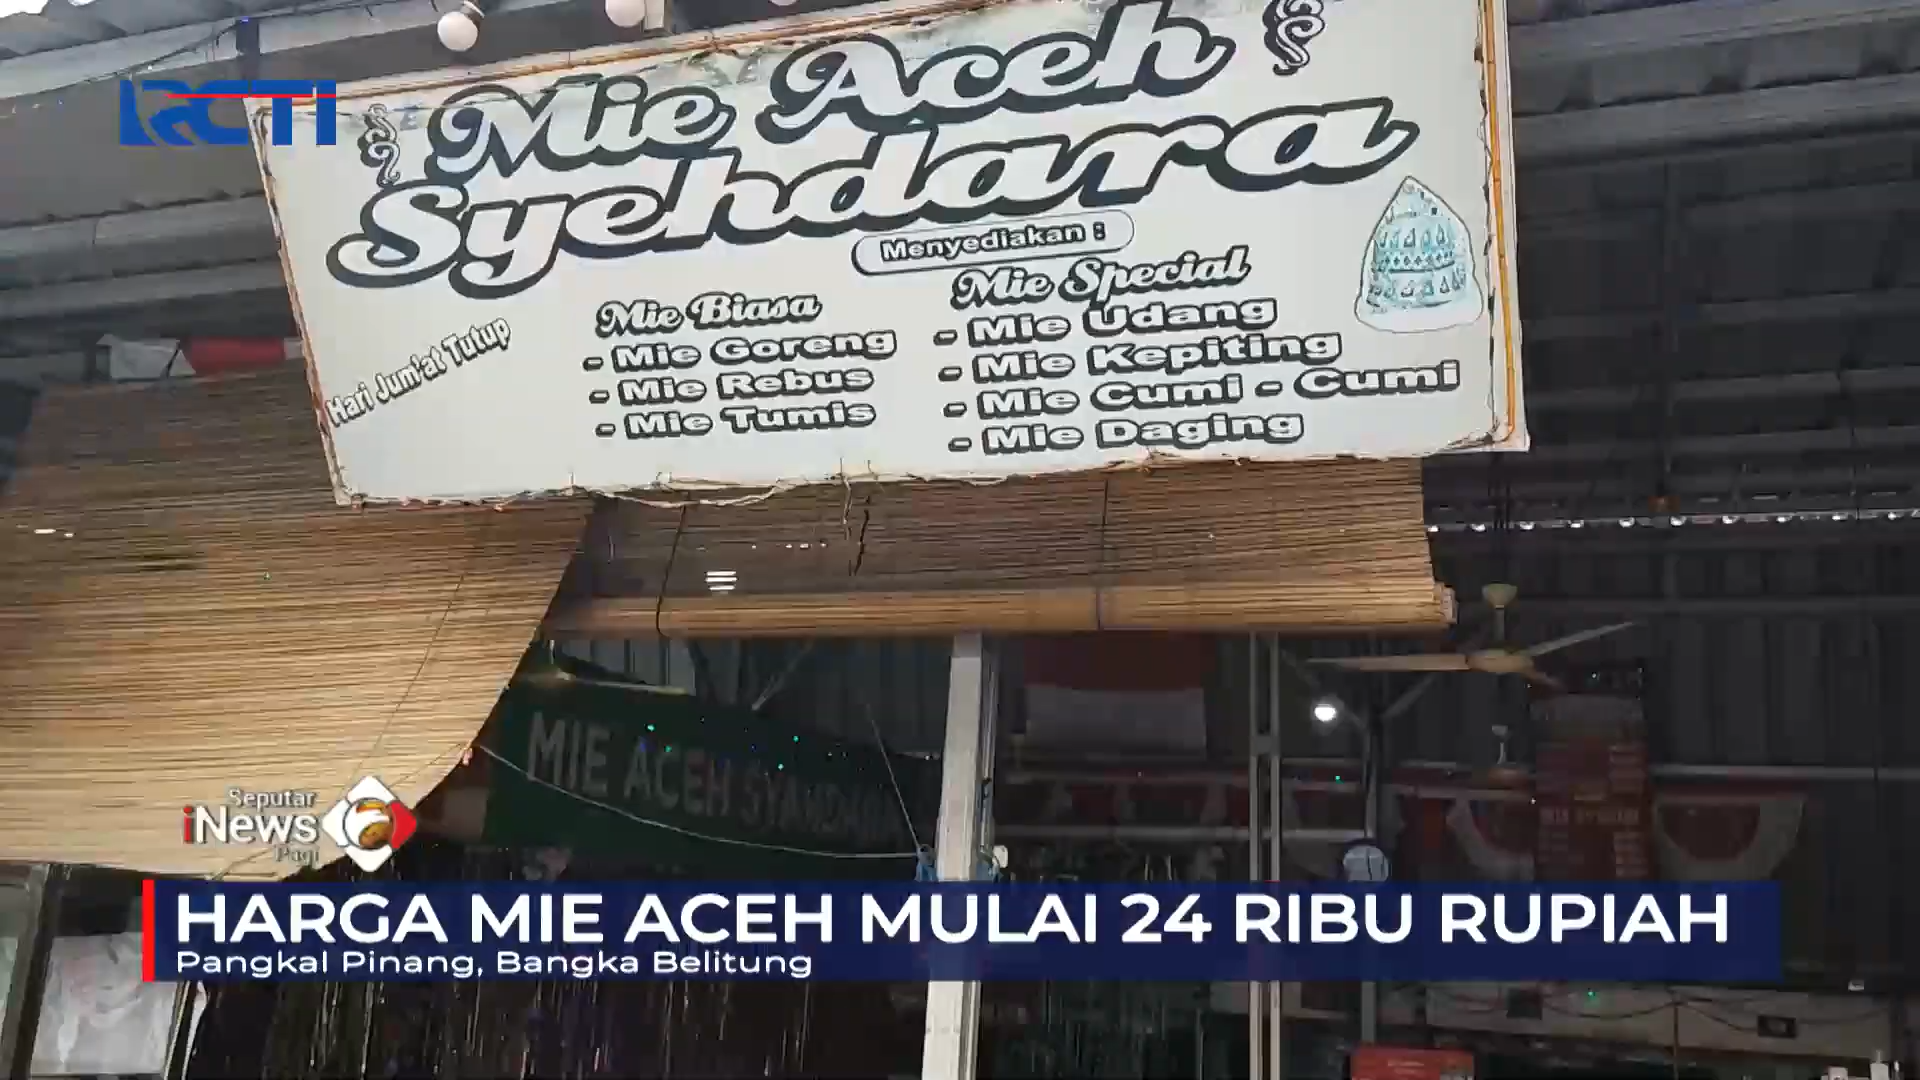 RCTI
Mie Aceh
Syehdara
Menyediakan :
Hari Jum'at Tutup
Mie Biasa
- Mie Goreng
- Mie Rebus
- Mie Tumis
Mie Special
- Mie Udang
- Mie Kepiting
- Mie Cumi - Cumi
- Mie Daging
MIE ACEH SYAHDARA
Seputar
iNews
Pagi
HARGA MIE ACEH MULAI 24 RIBU RUPIAH
Pangkal Pinang, Bangka Belitung